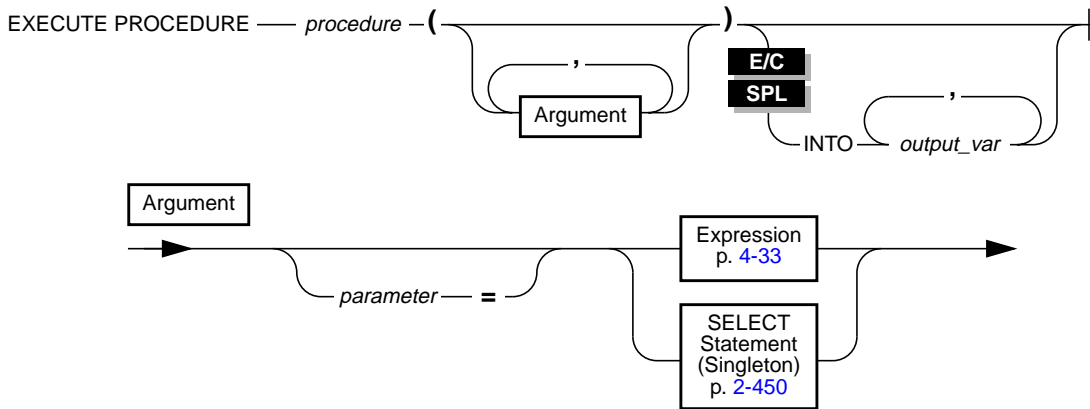 EXECUTE PROCEDURE procedure ( )
,
Argument
E/C
SPL
,
INTO output_var
Argument
parameter =
Expression
p. 4-33
SELECT
Statement
(Singleton)
p. 2-450